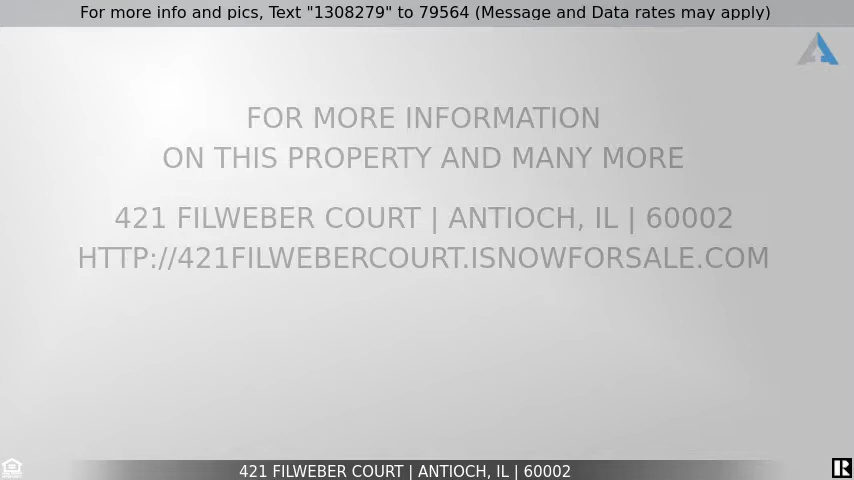 For more info and pics, Text "1308279" to 79564 (Message and Data rates may apply)
FOR MORE INFORMATION
ON THIS PROPERTY AND MANY MORE
421 FILWEBER COURT | ANTIOCH, IL | 60002
HTTP://421FILWEBERCOURT.ISNOWFORSALE.COM
421 FILWEBER COURT | ANTIOCH, IL | 60002